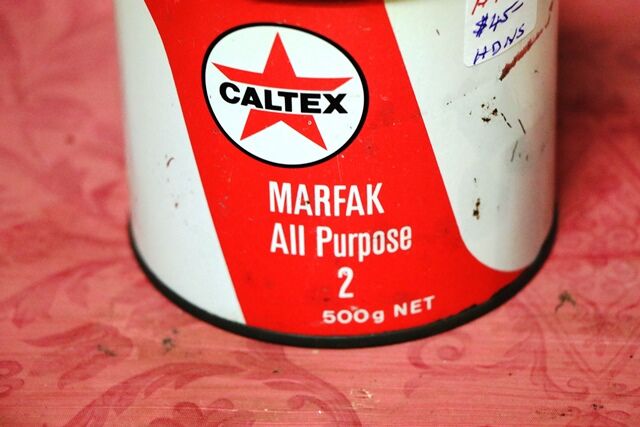 $45-
HDNS
CALTEX
MARFAK
All Purpose
2
500g NET